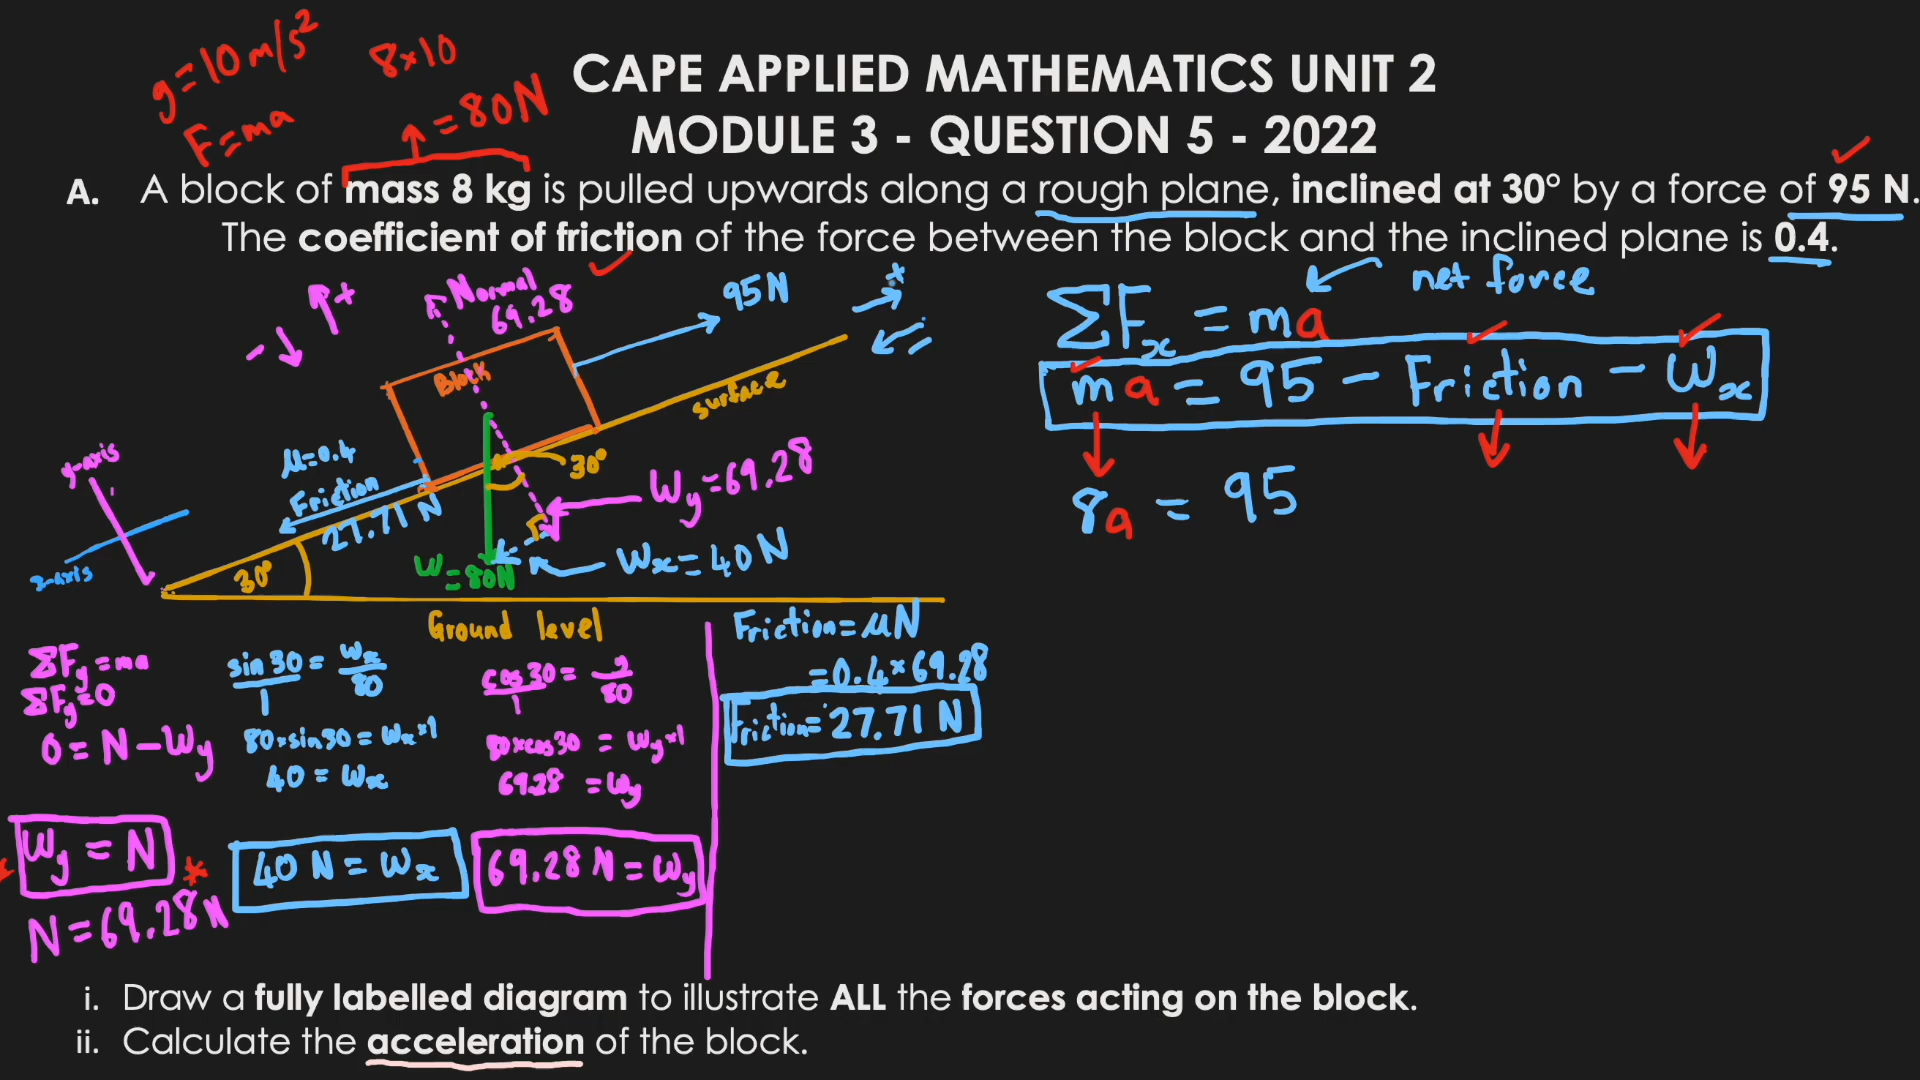 g=10m/s²
F=ma
8×10
=80N
CAPE APPLIED MATHEMATICS UNIT 2
MODULE 3 - QUESTION 5 - 2022
A. A block of mass 8 kg is pulled upwards along a rough plane, inclined at 30° by a force of 95 N.
The coefficient of friction of the force between the block and the inclined plane is 0.4.
+
-
Normal
69.28
95N
+
-
Block
surface
y-axis
x-axis
μ=0.4
Friction
27.71 N
30°
30°
W=80N
Wy=69.28
Wx=40N
Ground level
net force
ΣFx = ma
ma = 95 - Friction - Wx
8a = 95
ΣFy=ma
ΣFy=0
0=N-Wy
Wy=N
N=69.28N
sin30/1 = Wx/80
80×sin30=Wx×1
40=Wx
40 N=Wx
cos30/1 = y/80
80×cos30=Wy×1
69.28=Wy
69.28 N=Wy
Friction=μN
=0.4×69.28
Friction=27.71 N
i. Draw a fully labelled diagram to illustrate ALL the forces acting on the block.
ii. Calculate the acceleration of the block.